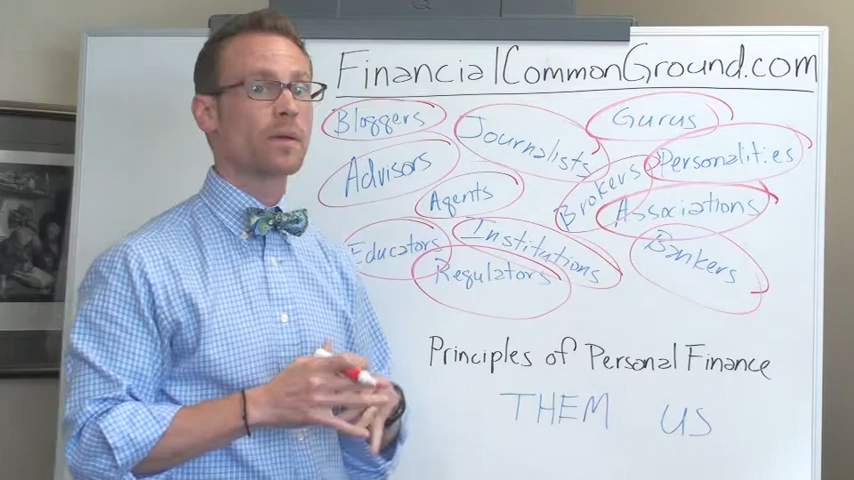 FinancialCommonGround.com
Bloggers Journalists Gurus
Advisors Agents Brokers Personalities
Associations
Educators Institutions Bankers
Regulators
Principles of Personal Finance
THEM US